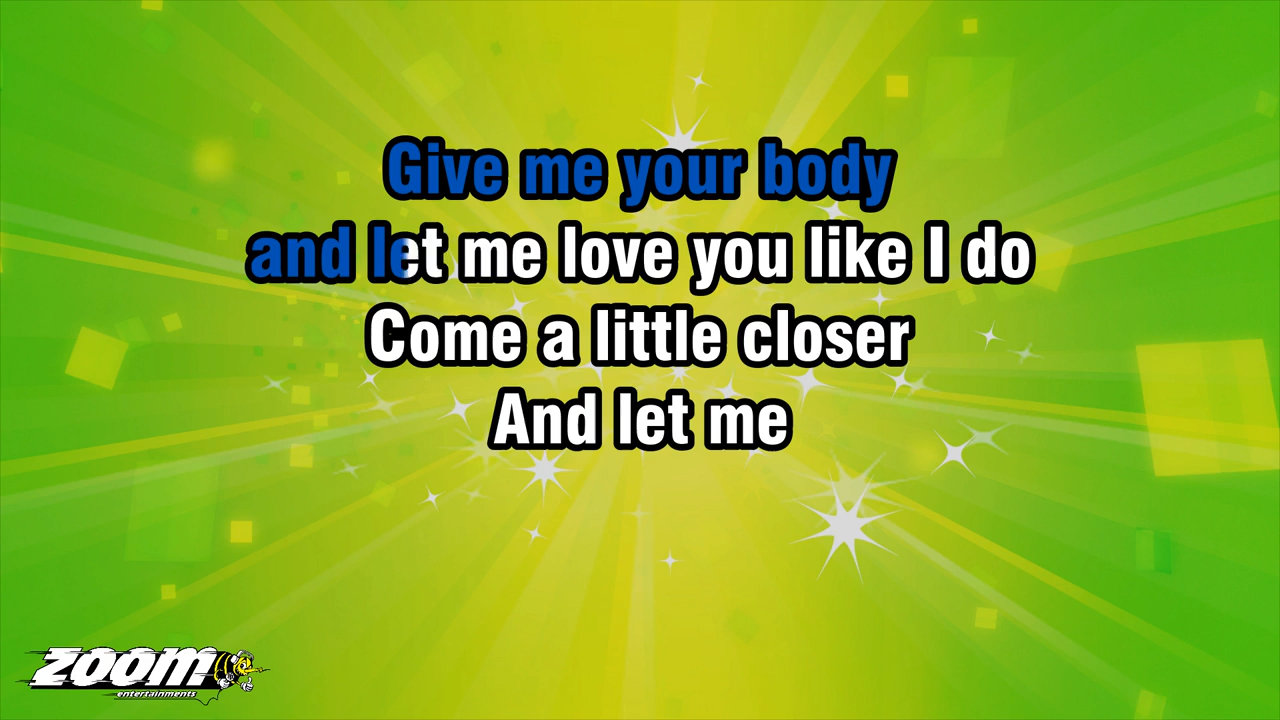 Give me your body
and let me love you like I do
Come a little closer
And let me
zoom
entertainments